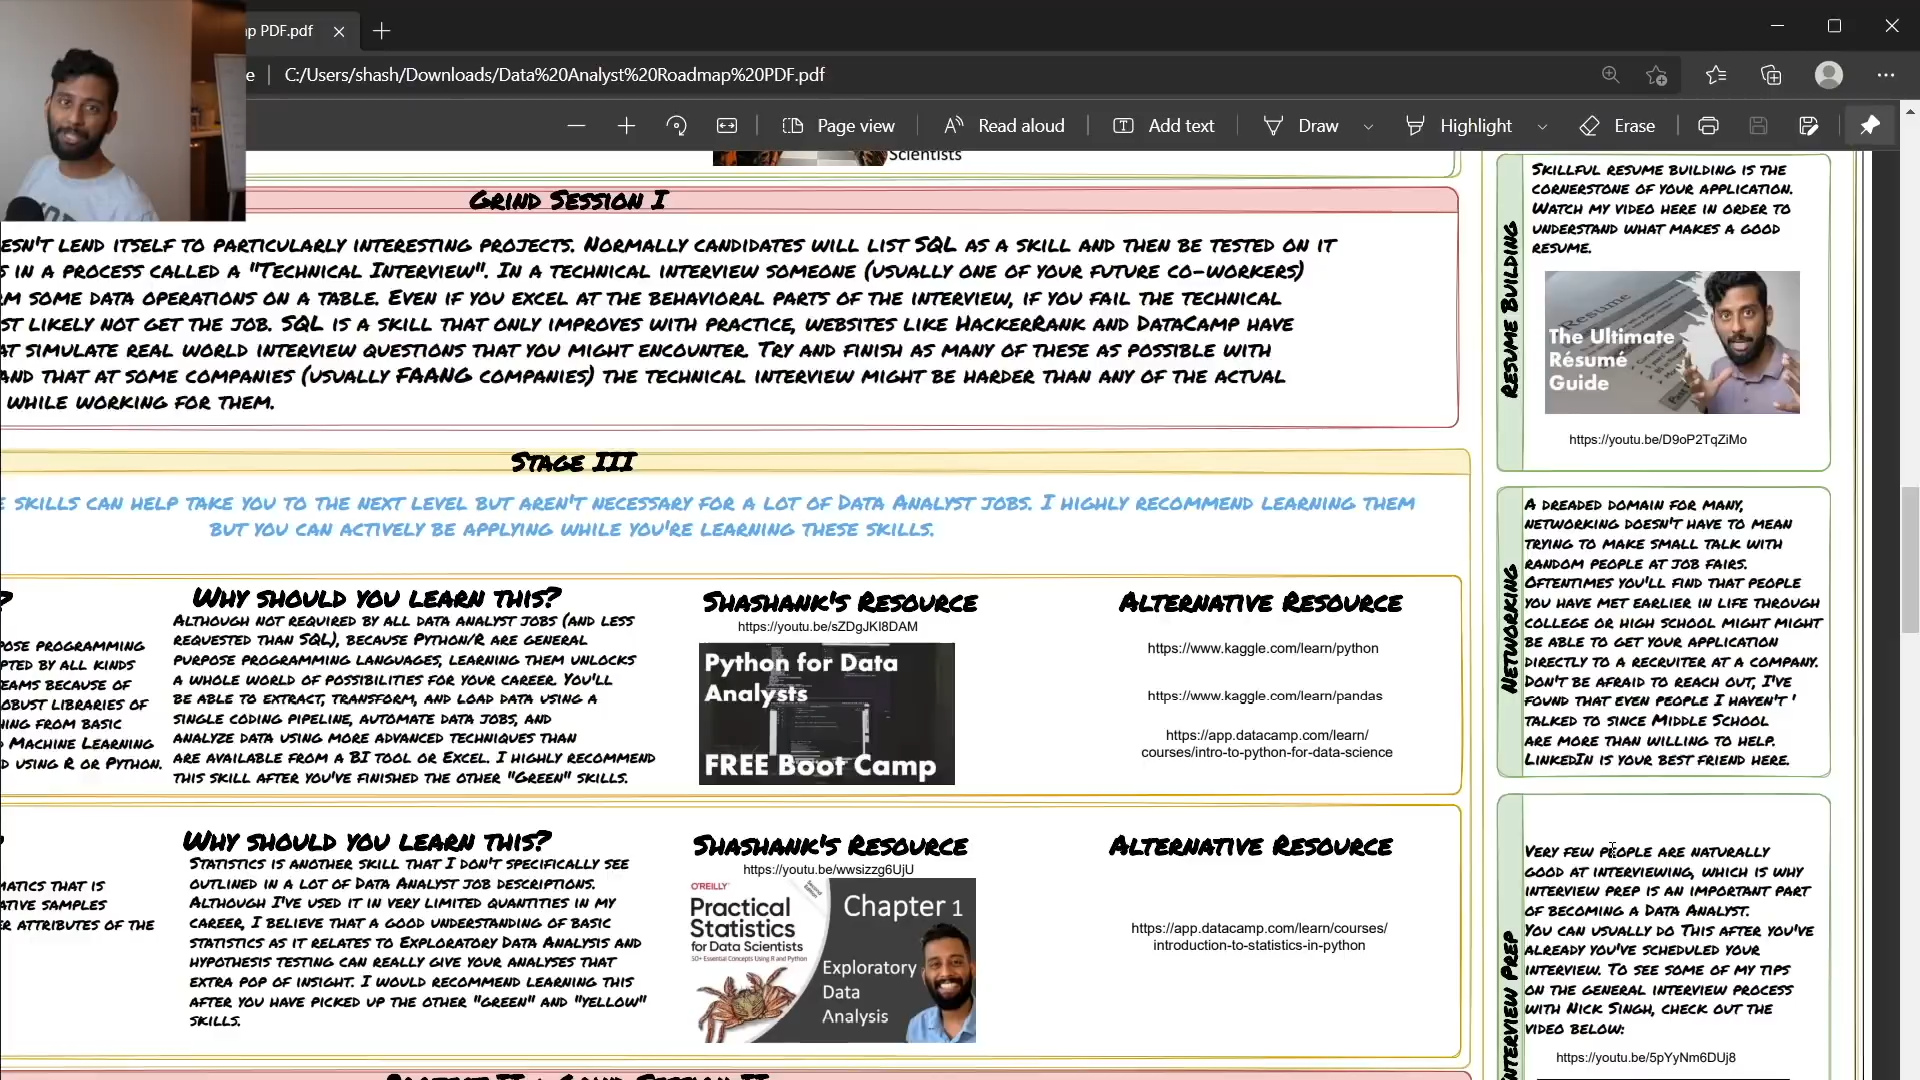 ap PDF.pdf
e
C:/Users/shash/Downloads/Data%20Analyst%20Roadmap%20PDF.pdf
Page view
Read aloud
Add text
Draw
Highlight
Erase
Scientists
Grind Session I
ESN'T LEND ITSELF TO PARTICULARLY INTERESTING PROJECTS. NORMALLY CANDIDATES WILL LIST SQL AS A SKILL AND THEN BE TESTED ON IT
S IN A PROCESS CALLED A "TECHNICAL INTERVIEW". IN A TECHNICAL INTERVIEW SOMEONE (USUALLY ONE OF YOUR FUTURE CO-WORKERS)
RM SOME DATA OPERATIONS ON A TABLE. EVEN IF YOU EXCEL AT THE BEHAVIORAL PARTS OF THE INTERVIEW, IF YOU FAIL THE TECHNICAL
ST LIKELY NOT GET THE JOB. SQL IS A SKILL THAT ONLY IMPROVES WITH PRACTICE, WEBSITES LIKE HACKERRANK AND DATACAMP HAVE
AT SIMULATE REAL WORLD INTERVIEW QUESTIONS THAT YOU MIGHT ENCOUNTER. TRY AND FINISH AS MANY OF THESE AS POSSIBLE WITH
AND THAT AT SOME COMPANIES (USUALLY FAANG COMPANIES) THE TECHNICAL INTERVIEW MIGHT BE HARDER THAN ANY OF THE ACTUAL
WHILE WORKING FOR THEM.
Stage III
E SKILLS CAN HELP TAKE YOU TO THE NEXT LEVEL BUT AREN'T NECESSARY FOR A LOT OF DATA ANALYST JOBS. I HIGHLY RECOMMEND LEARNING THEM
BUT YOU CAN ACTIVELY BE APPLYING WHILE YOU'RE LEARNING THESE SKILLS.
?
POSE PROGRAMMING
PTED BY ALL KINDS
EAMS BECAUSE OF
OBUST LIBRARIES OF
HING FROM BASIC
D MACHINE LEARNING
D USING R OR PYTHON.
Why should you learn this?
ALTHOUGH NOT REQUIRED BY ALL DATA ANALYST JOBS (AND LESS
REQUESTED THAN SQL), BECAUSE PYTHON/R ARE GENERAL
PURPOSE PROGRAMMING LANGUAGES, LEARNING THEM UNLOCKS
A WHOLE WORLD OF POSSIBILITIES FOR YOUR CAREER. YOU'LL
BE ABLE TO EXTRACT, TRANSFORM, AND LOAD DATA USING A
SINGLE CODING PIPELINE, AUTOMATE DATA JOBS, AND
ANALYZE DATA USING MORE ADVANCED TECHNIQUES THAN
ARE AVAILABLE FROM A BI TOOL OR EXCEL. I HIGHLY RECOMMEND
THIS SKILL AFTER YOU'VE FINISHED THE OTHER "GREEN" SKILLS.
Shashank's Resource
https://youtu.be/sZDgJKI8DAM
Python for Data
Analysts
FREE Boot Camp
Alternative Resource
https://www.kaggle.com/learn/python
https://www.kaggle.com/learn/pandas
https://app.datacamp.com/learn/
courses/intro-to-python-for-data-science
?
MATICS THAT IS
ATIVE SAMPLES
ER ATTRIBUTES OF THE
Why should you learn this?
STATISTICS IS ANOTHER SKILL THAT I DON'T SPECIFICALLY SEE
OUTLINED IN A LOT OF DATA ANALYST JOB DESCRIPTIONS.
ALTHOUGH I'VE USED IT IN VERY LIMITED QUANTITIES IN MY
CAREER, I BELIEVE THAT A GOOD UNDERSTANDING OF BASIC
STATISTICS AS IT RELATES TO EXPLORATORY DATA ANALYSIS AND
HYPOTHESIS TESTING CAN REALLY GIVE YOUR ANALYSES THAT
EXTRA POP OF INSIGHT. I WOULD RECOMMEND LEARNING THIS
AFTER YOU HAVE PICKED UP THE OTHER "GREEN" AND "YELLOW"
SKILLS.
Shashank's Resource
https://youtu.be/wwsizzg6UjU
O'REILLY
Second Edition
Practical
Statistics
for Data Scientists
50+ Essential Concepts Using R and Python
Chapter 1
Exploratory
Data
Analysis
Alternative Resource
https://app.datacamp.com/learn/courses/
introduction-to-statistics-in-python
Project II : Grind Session II
Resume Building
SKILLFUL RESUME BUILDING IS THE
CORNERSTONE OF YOUR APPLICATION.
WATCH MY VIDEO HERE IN ORDER TO
UNDERSTAND WHAT MAKES A GOOD
RESUME.
Resume
The Ultimate
Résumé
Guide
https://youtu.be/D9oP2TqZiMo
Networking
A DREADED DOMAIN FOR MANY,
NETWORKING DOESN'T HAVE TO MEAN
TRYING TO MAKE SMALL TALK WITH
RANDOM PEOPLE AT JOB FAIRS.
OFTENTIMES YOU'LL FIND THAT PEOPLE
YOU HAVE MET EARLIER IN LIFE THROUGH
COLLEGE OR HIGH SCHOOL MIGHT MIGHT
BE ABLE TO GET YOUR APPLICATION
DIRECTLY TO A RECRUITER AT A COMPANY.
DON'T BE AFRAID TO REACH OUT, I'VE
FOUND THAT EVEN PEOPLE I HAVEN'T '
TALKED TO SINCE MIDDLE SCHOOL
ARE MORE THAN WILLING TO HELP.
LINKEDIN IS YOUR BEST FRIEND HERE.
Interview Prep
VERY FEW PEOPLE ARE NATURALLY
GOOD AT INTERVIEWING, WHICH IS WHY
INTERVIEW PREP IS AN IMPORTANT PART
OF BECOMING A DATA ANALYST.
YOU CAN USUALLY DO THIS AFTER YOU'VE
ALREADY YOU'VE SCHEDULED YOUR
INTERVIEW. TO SEE SOME OF MY TIPS
ON THE GENERAL INTERVIEW PROCESS
WITH NICK SINGH, CHECK OUT THE
VIDEO BELOW:
https://youtu.be/5pYyNm6DUj8